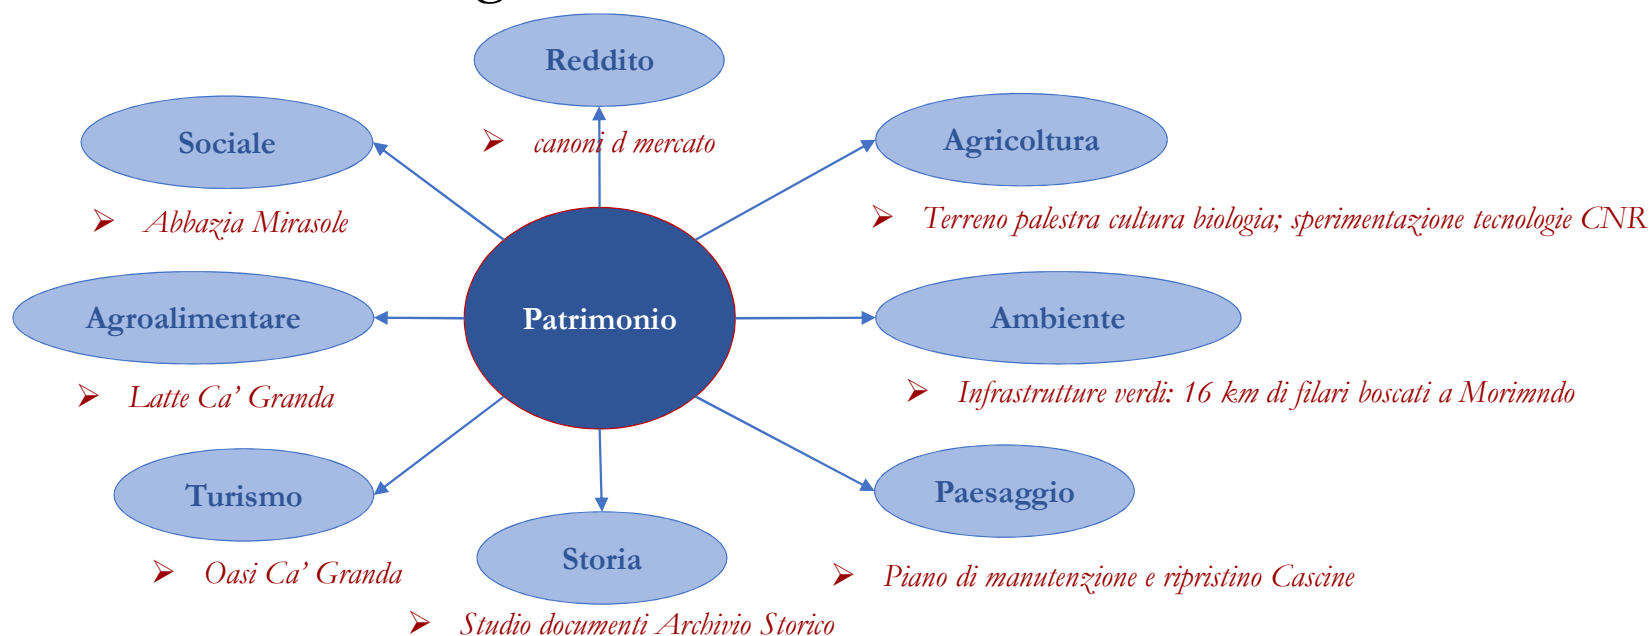 Reddito
canoni d mercato
Sociale
Abbazia Mirasole
Agricoltura
Terreno palestra cultura biologia; sperimentazione tecnologie CNR
Agroalimentare
Latte Ca’ Granda
Patrimonio
Ambiente
Infrastrutture verdi: 16 km di filari boscati a Morimndo
Turismo
Oasi Ca’ Granda
Storia
Studio documenti Archivio Storico
Paesaggio
Piano di manutenzione e ripristino Cascine